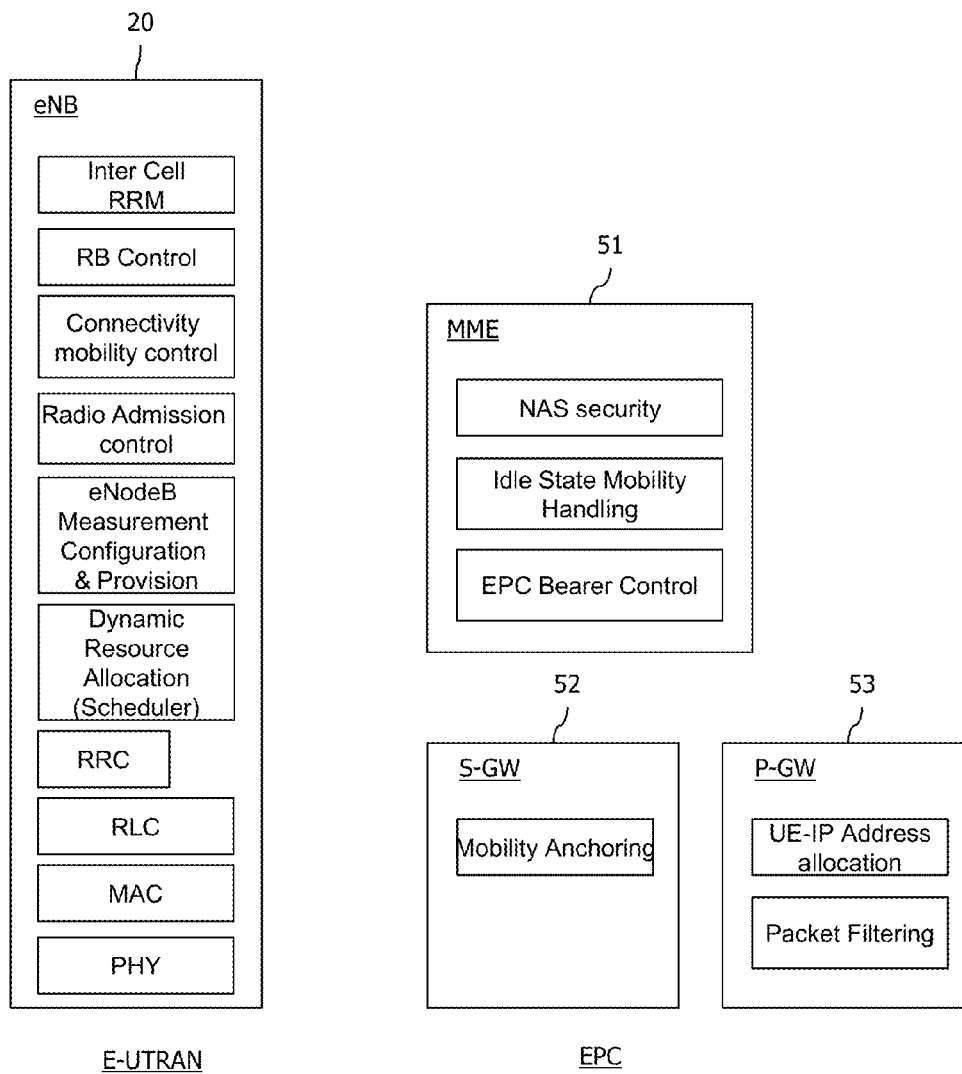 20
eNB
Inter Cell
RRM
RB Control
Connectivity
mobility control
Radio Admission
control
eNodeB
Measurement
Configuration
& Provision
Dynamic
Resource
Allocation
(Scheduler)
RRC
RLC
MAC
PHY
E-UTRAN
51
MME
NAS security
Idle State Mobility
Handling
EPC Bearer Control
52
S-GW
Mobility Anchoring
53
P-GW
UE-IP Address
allocation
Packet Filtering
EPC